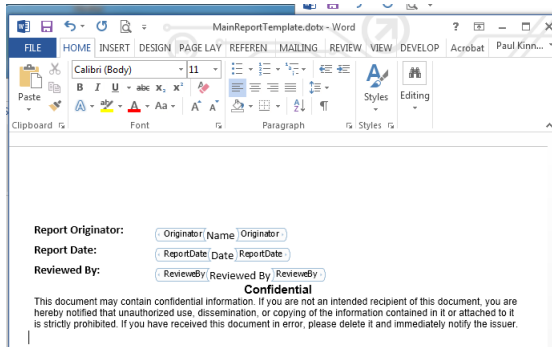 MainReportTemplate.dotx - Word
FILE HOME INSERT DESIGN PAGE LAY REFEREN MAILING REVIEW VIEW DEVELOP Acrobat Paul Kinn...
Calibri (Body) 11
Paste
B I U abc x, x²
A aby A Aa A A
Styles Editing
Clipboard Font Paragraph Styles
Report Originator: Originator Name Originator
Report Date: ReportDate Date ReportDate
Reviewed By: RevieweBy Reviewed By RevieweBy
Confidential
This document may contain confidential information. If you are not an intended recipient of this document, you are
hereby notified that unauthorized use, dissemination, or copying of the information contained in it or attached to it
is strictly prohibited. If you have received this document in error, please delete it and immediately notify the issuer.